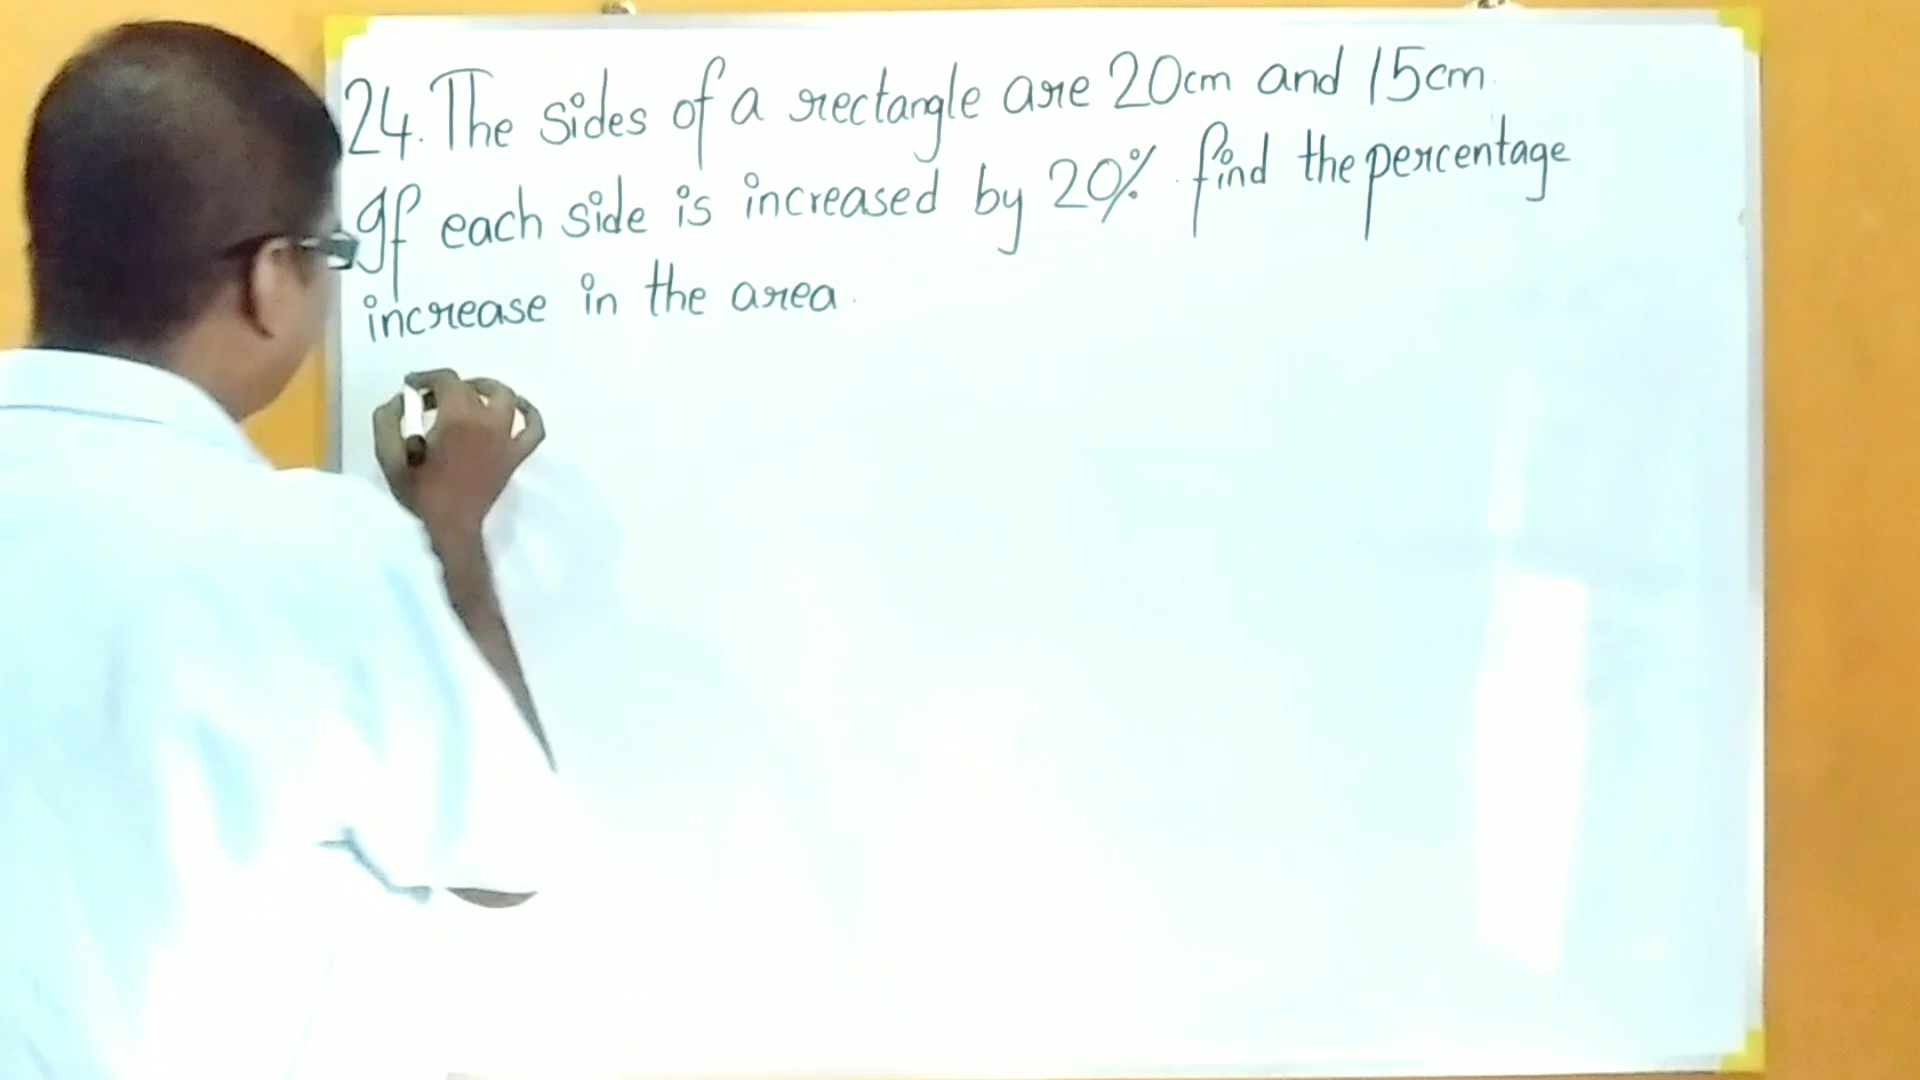 24. The sides of a rectangle are 20cm and 15cm.
If each side is increased by 20%. find the percentage
increase in the area.